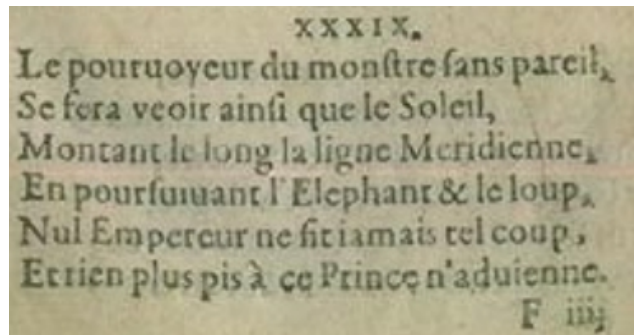 XXXIX.
Le pouruoyeur du monſtre ſans pareil,
Se fera veoir ainſi que le Soleil,
Montant le long la ligne Meridienne,
En pourſuiuant l'Elephant & le loup,
Nul Empereur ne fit iamais tel coup,
Et rien plus pis à ce Prince n'aduienne.
F iiij